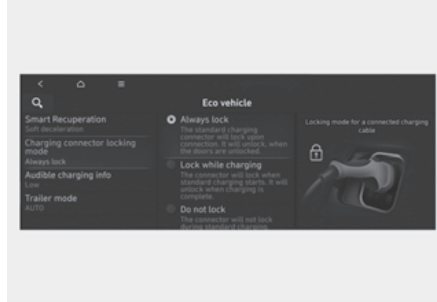 Eco vehicle
Smart Recuperation
Soft deceleration
Charging connector locking
mode
Always lock
Audible charging info
Low
Trailer mode
AUTO
Always lock
The standard charging
connector will lock upon
connection. It will unlock, when
the doors are unlocked.
Lock while charging
The connector will lock when
standard charging starts. It will
unlock when charging is
complete.
Do not lock
The connector will not lock
during standard charging.
Locking mode for a connected charging
cable